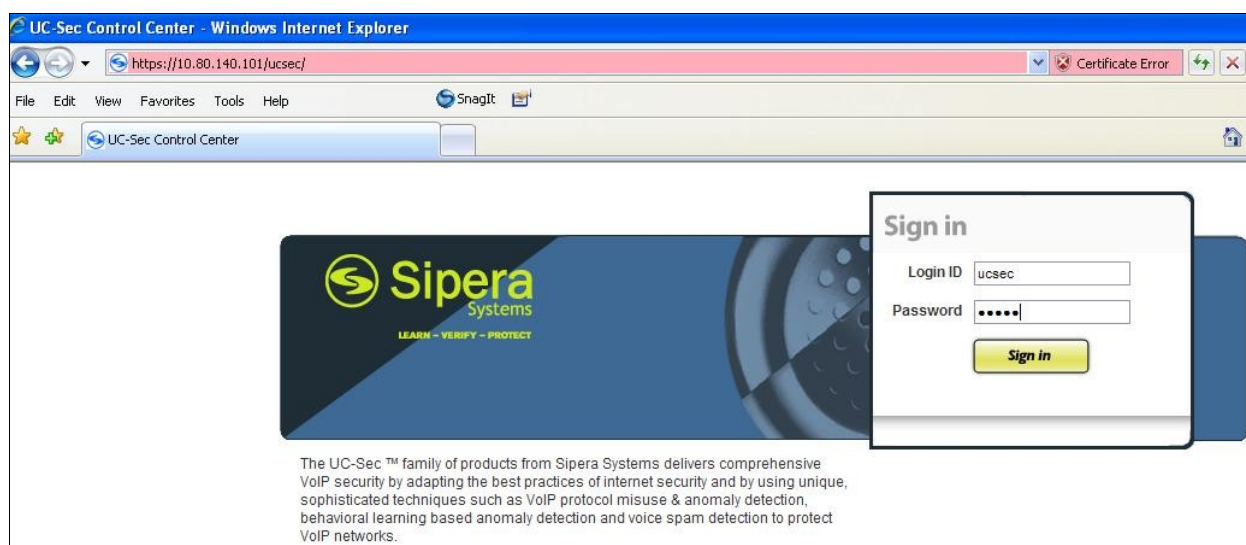 UC-Sec Control Center - Windows Internet Explorer
https://10.80.140.101/ucsec/
Certificate Error
File Edit View Favorites Tools Help
SnagIt
UC-Sec Control Center
Sign in
Login ID ucsec
Password •••••
Sign in
Sipera
Systems
LEARN – VERIFY – PROTECT
The UC-Sec ™ family of products from Sipera Systems delivers comprehensive
VoIP security by adapting the best practices of internet security and by using unique,
sophisticated techniques such as VoIP protocol misuse & anomaly detection,
behavioral learning based anomaly detection and voice spam detection to protect
VoIP networks.